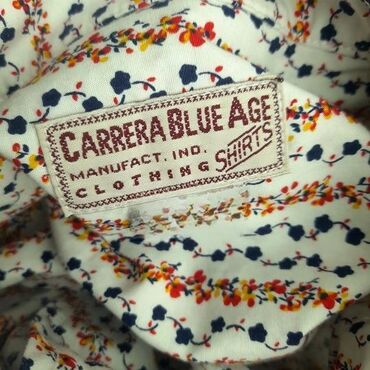 CARRERA BLUE AGE
MANUFACT. IND.
CLOTHING SHIRTS